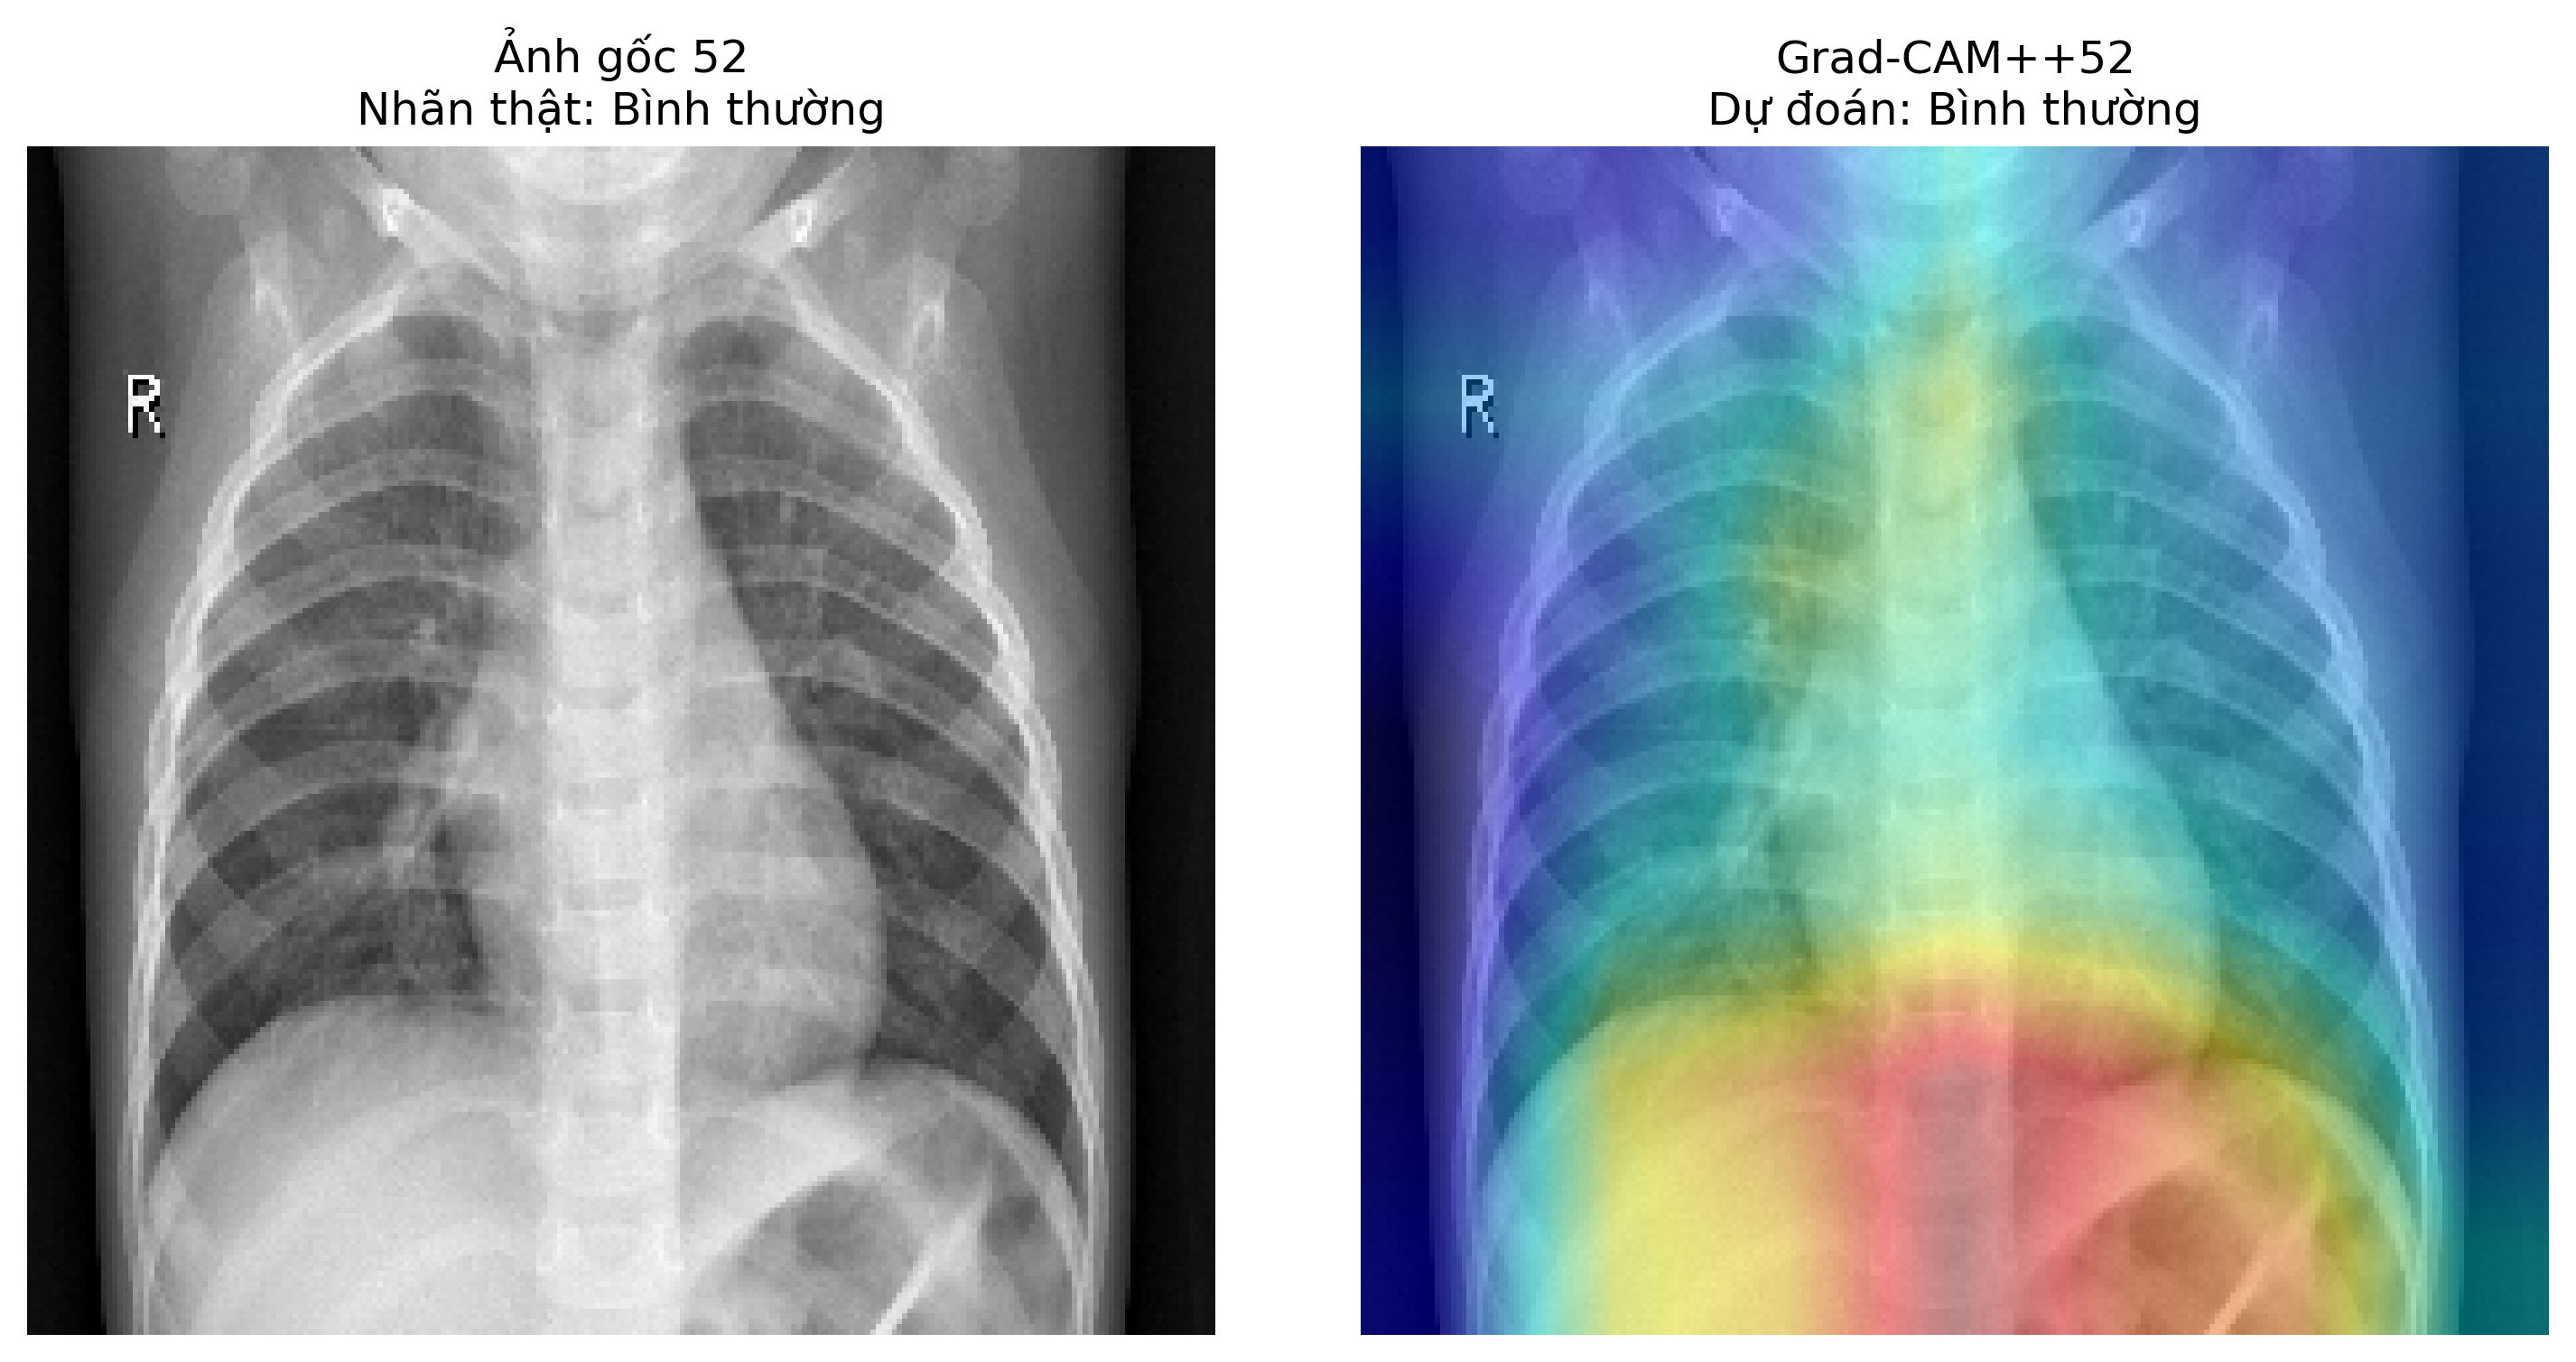 Ảnh gốc 52
Nhãn thật: Bình thường
Grad-CAM++52
Dự đoán: Bình thường
R
R